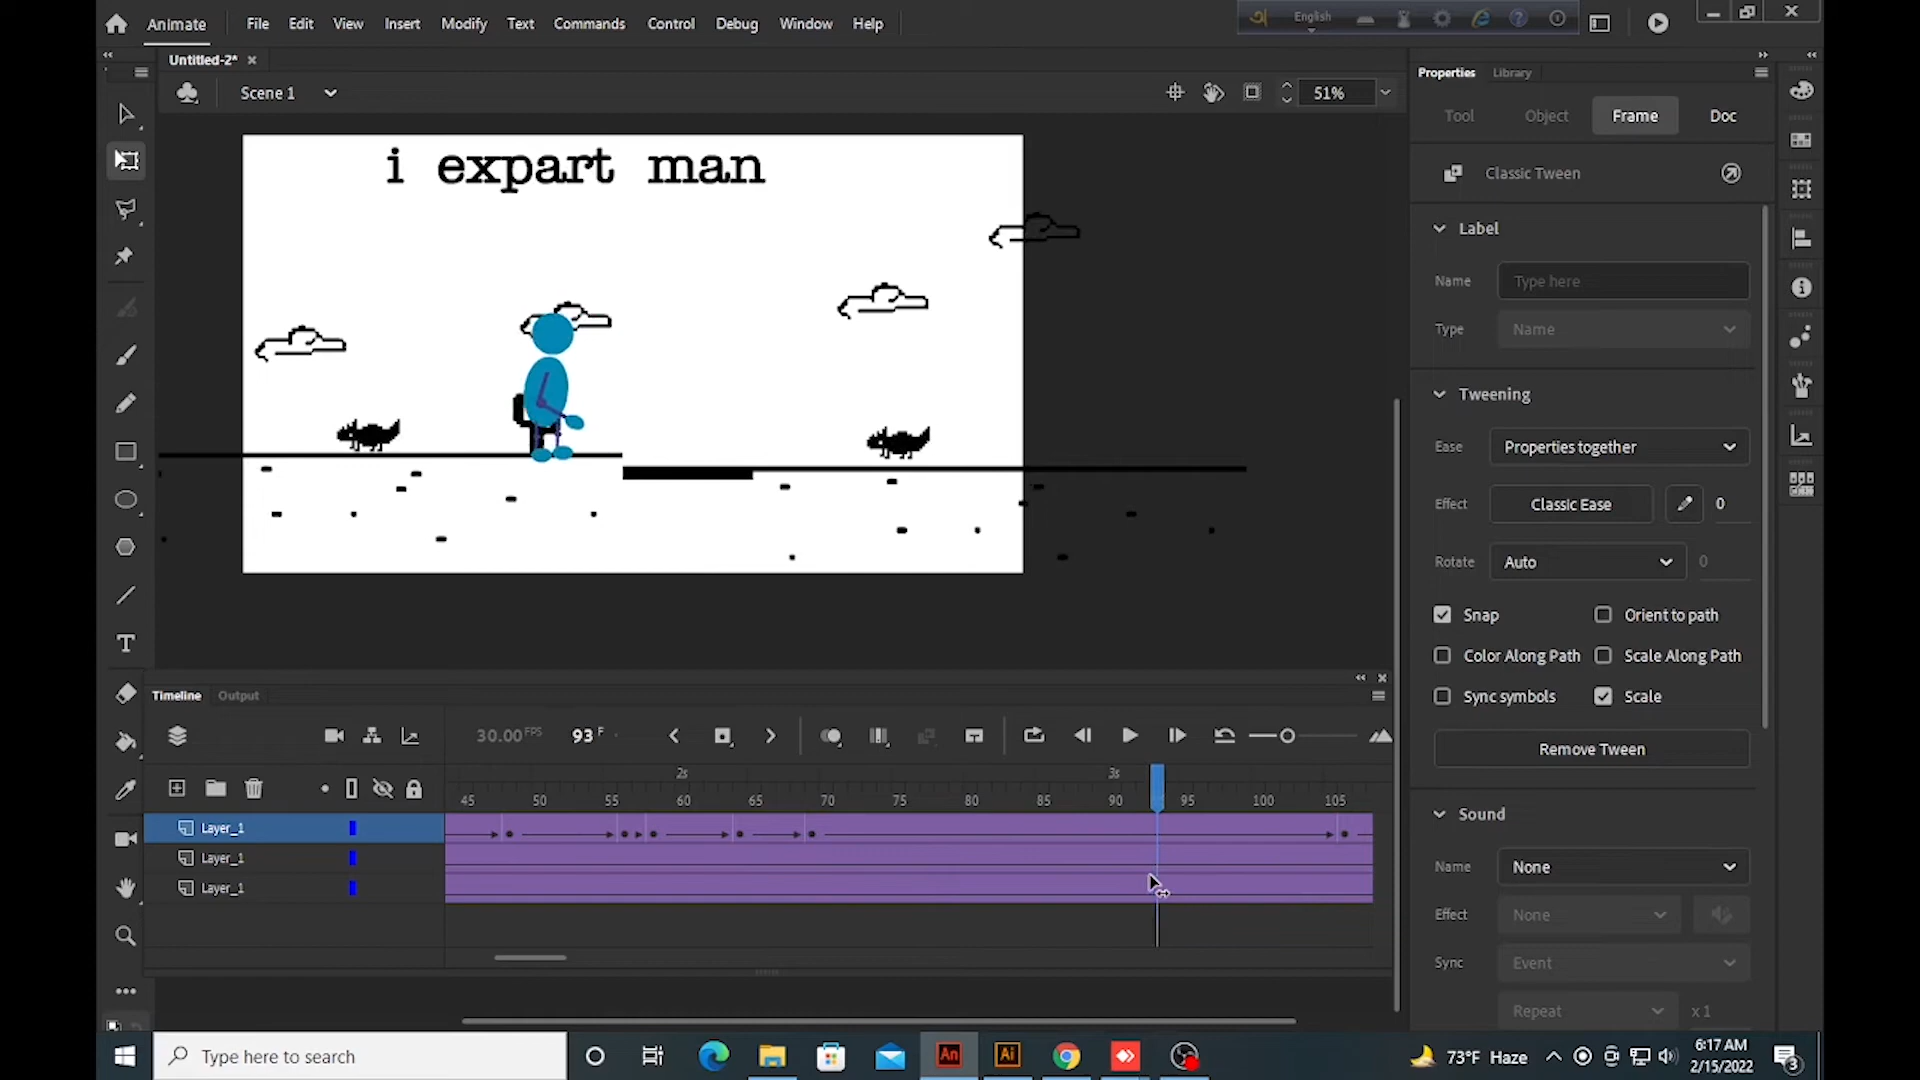 Animate File Edit View Insert Modify Text Commands Control Debug Window Help
English
Untitled-2*
Scene 1
51%
i expart man
Properties Library
Tool Object Frame Doc
Classic Tween
Label
Name Type here
Type Name
Tweening
Ease Properties together
Effect Classic Ease 0
Rotate Auto 0
Snap Orient to path
Color Along Path Scale Along Path
Sync symbols Scale
Remove Tween
Sound
Name None
Effect None
Sync Event
Repeat x 1
Timeline Output
30.00 FPS 93 F
2s 3s
45 50 55 60 65 70 75 80 85 90 95 100 105
Layer_1
Layer_1
Layer_1
Type here to search
An Ai
73°F Haze
6:17 AM
2/15/2022
3